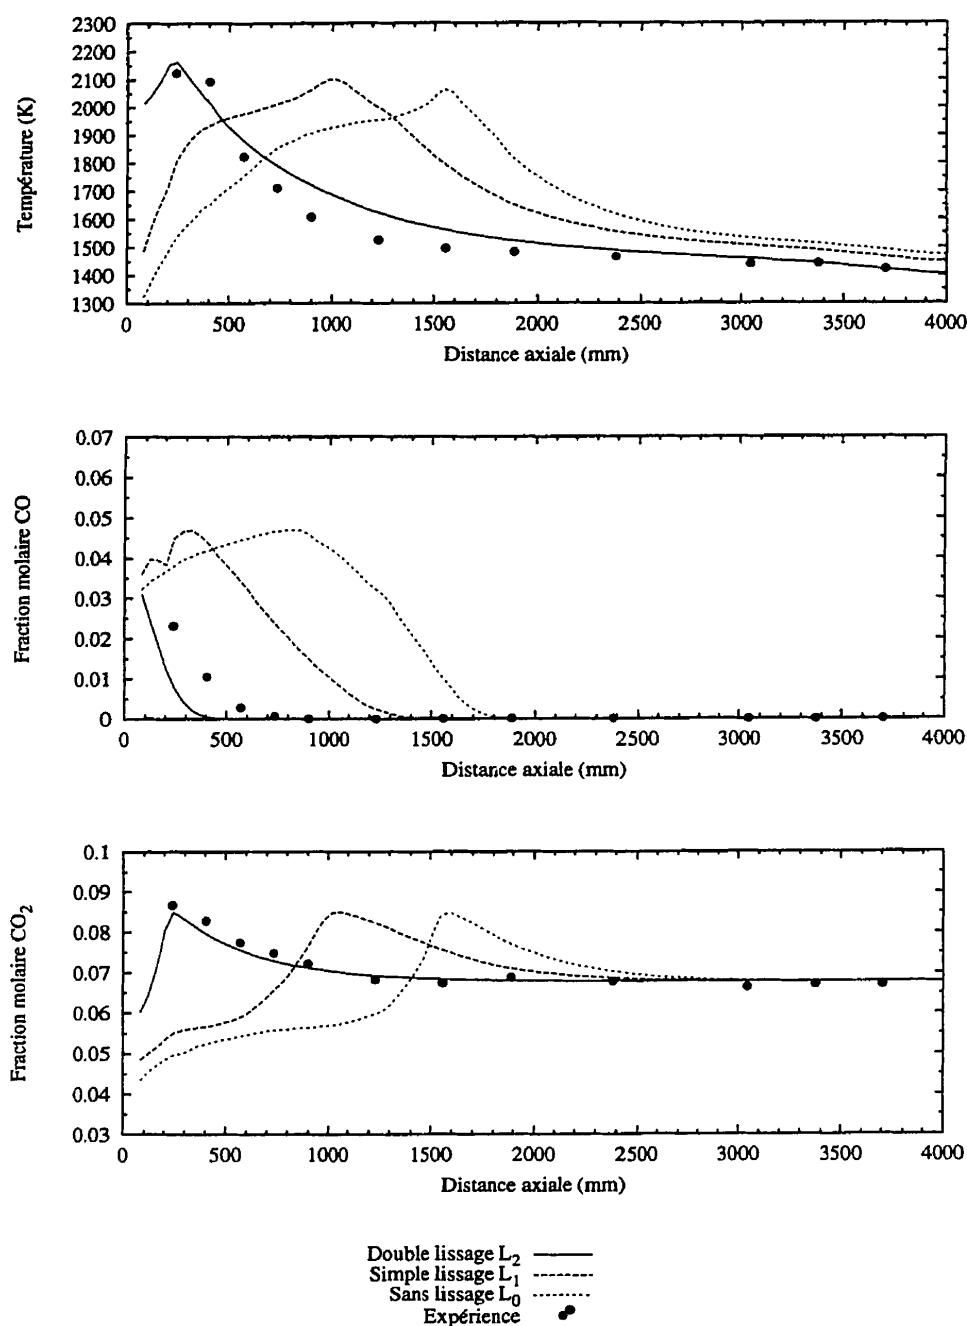 2300
2200
2100
2000
1900
1800
1700
1600
1500
1400
1300
Température (K)
0 500 1000 1500 2000 2500 3000 3500 4000
Distance axiale (mm)
0.07
0.06
0.05
0.04
0.03
0.02
0.01
0
Fraction molaire CO
0 500 1000 1500 2000 2500 3000 3500 4000
Distance axiale (mm)
0.1
0.09
0.08
0.07
0.06
0.05
0.04
0.03
Fraction molaire CO2
0 500 1000 1500 2000 2500 3000 3500 4000
Distance axiale (mm)
Double lissage L2
Simple lissage L1
Sans lissage L0
Expérience